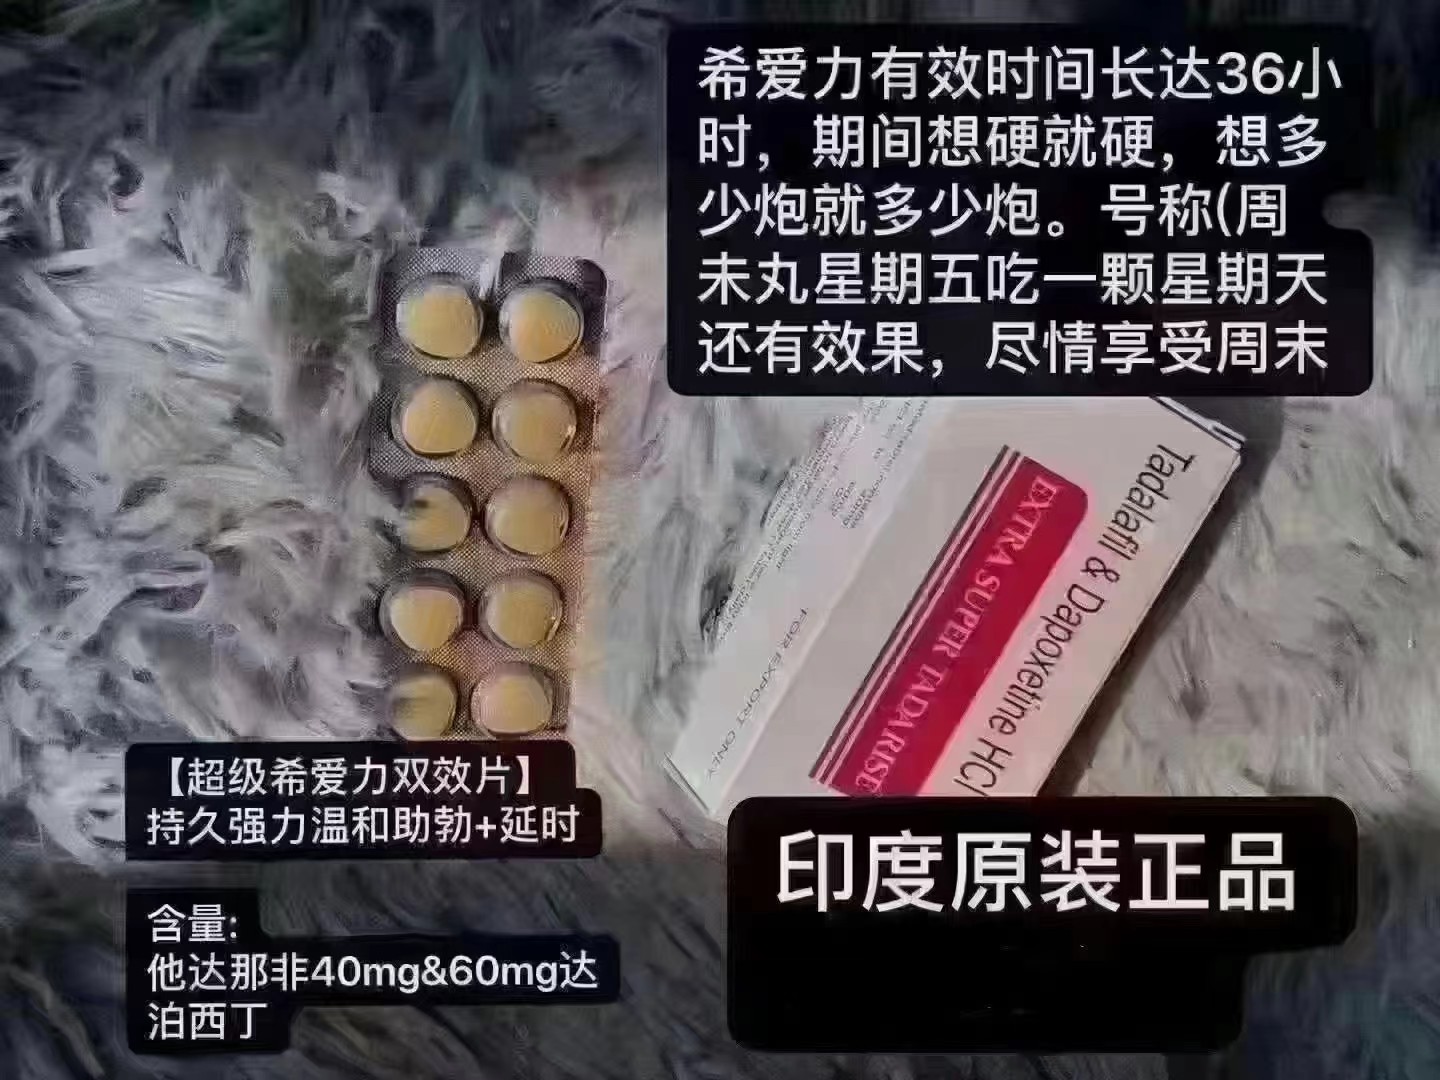 希爱力有效时间长达36小
时，期间想硬就硬，想多
少炮就多少炮。号称(周
未丸星期五吃一颗星期天
还有效果，尽情享受周末
Tadalafil & Dapoxetine HCl
EXTRA SUPER TADARISE
FOR EXPORT ONLY
【超级希爱力双效片】
持久强力温和助勃+延时
印度原装正品
含量:
他达那非40mg&60mg达
泊西丁